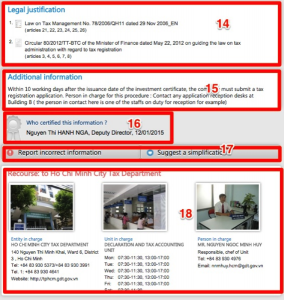 Legal justification
14
1. Law on Tax Management No. 78/2006/QH11 dated 29 Nov 2006_EN
(articles 21, 22, 23, 24, 25, 26)
2. Circular 80/2012/TT-BTC of the Minister of Finance dated May 22, 2012 on guiding the law on tax
administration with regard to tax registration
(articles 3, 4, 5, 6, 7, 8)
Additional information
15
Within 10 working days after the issuance date of the investment certificate, the must submit a tax
registration application. Person in charge for this procedure : Contact any application reception desks at
Building B ( the person in contact here is one of the staffs on duty for reception for example)
16
Who certified this information ?
Nguyen Thi HANH NGA, Deputy Director, 12/01/2015
17
Report incorrect information
Suggest a simplification
Recourse: to Ho Chi Minh City Tax Department
18
Entity in charge
HO CHI MINH CITY TAX DEPARTMENT
140 Nguyen Thi Minh Khai, Ward 6, District
3 , Ho Chi Minh
Tel: +84 83 930 5373/+84 83 930 3991
Tel. 1: +84 83 930 4641
Website: http://tphcm.gdt.gov.vn
Unit in charge
DECLARATION AND TAX ACCOUNTING
UNIT
Mon: 07:30-11:30, 13:00-17:00
Tue: 07:30-11:30, 13:00-17:00
Wed: 07:30-11:30, 13:00-17:00
Thu: 07:30-11:30, 13:00-17:00
Fri: 07:30-11:30, 13:00-17:00
Person in charge
MR. NGUYEN NGOC MINH HUY
Responsible, chief of Unit
Tel: +84 83 930 4976